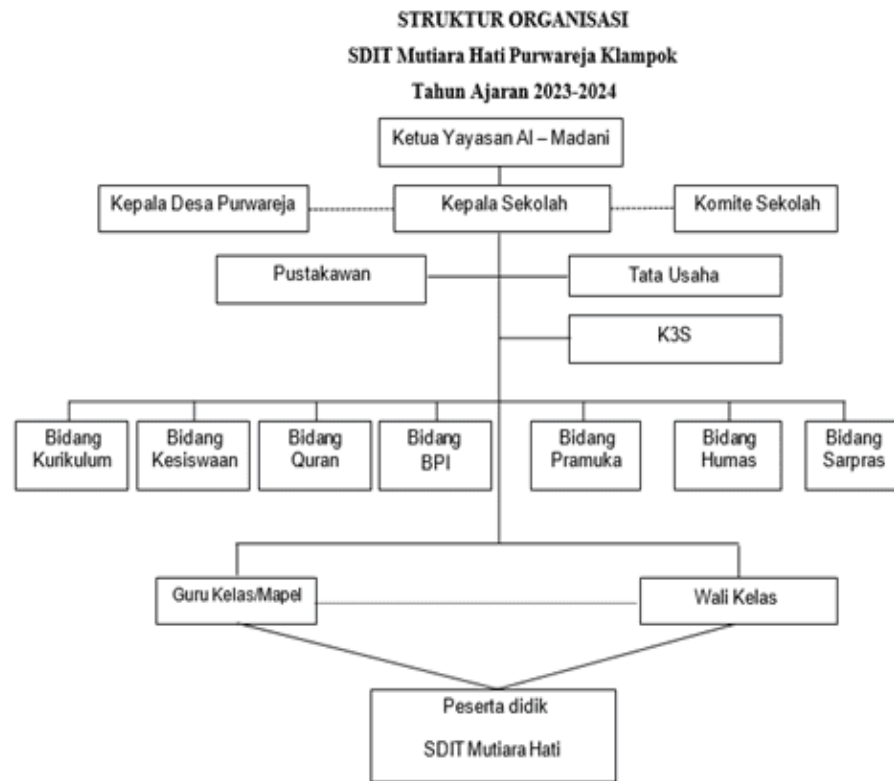 STRUKTUR ORGANISASI
SDIT Mutiara Hati Purwareja Klampok
Tahun Ajaran 2023-2024
Ketua Yayasan Al – Madani
Kepala Desa Purwareja
Kepala Sekolah
Komite Sekolah
Pustakawan
Tata Usaha
K3S
Bidang
Kurikulum
Bidang
Kesiswaan
Bidang
Quran
Bidang
BPI
Bidang
Pramuka
Bidang
Humas
Bidang
Sarpras
Guru Kelas/Mapel
Wali Kelas
Peserta didik
SDIT Mutiara Hati